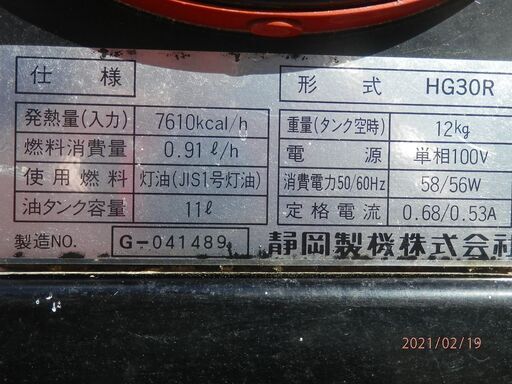 仕様
発熱量(入力) 7610kcal/h
燃料消費量 0.91ℓ/h
使用燃料 灯油(JIS1号灯油)
油タンク容量 11ℓ
製造NO. G-041489
形式 HG30R
重量(タンク空時) 12kg
電源 単相100V
消費電力50/60Hz 58/56W
定格電流 0.68/0.53A
静岡製機株式会社
2021/02/19